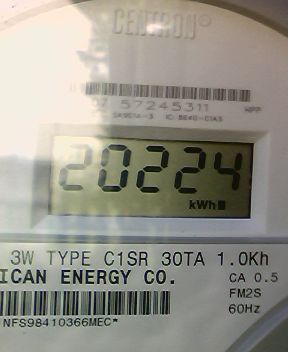 CENTRON®
57245311
20224
kWh
3W TYPE C1SR 30TA 1.0Kh
ICAN ENERGY CO. CA 0.5
FM2S
NFS98410366MEC* 60Hz